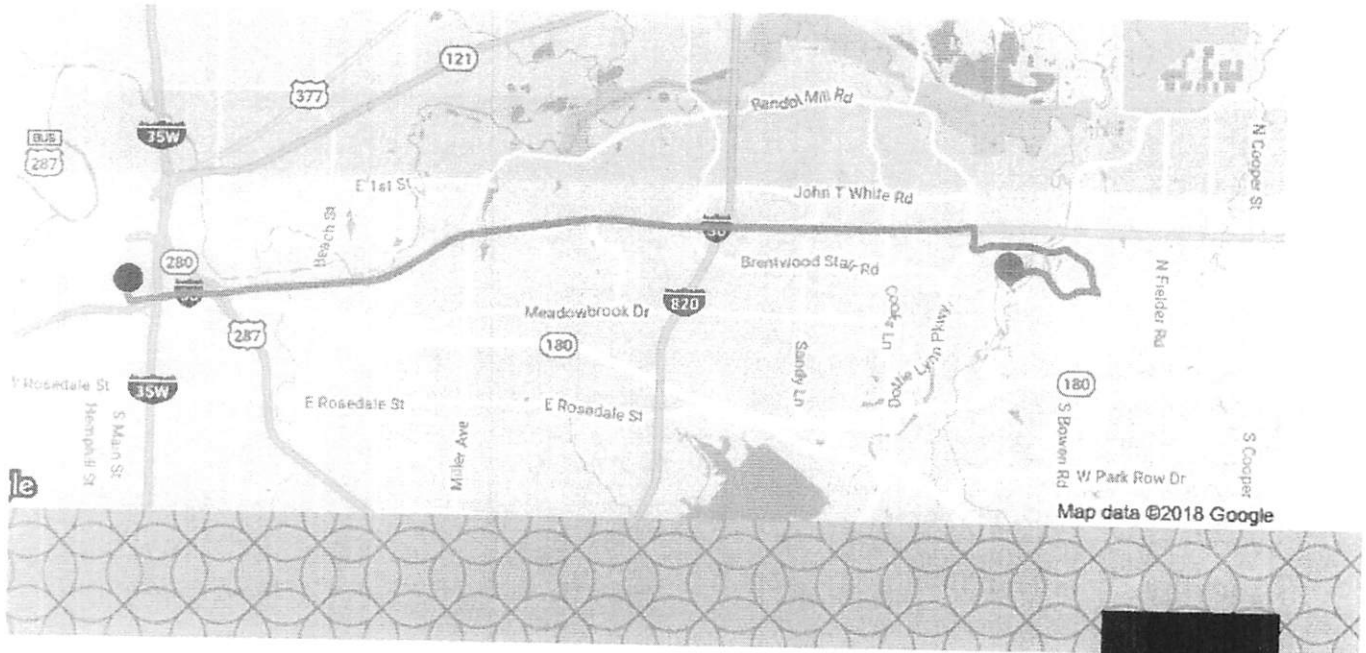 121
377
35W
BUS
287
Randol Mill Rd
N Cooper St
E 1st St
John T White Rd
Beach St
280
30
30
Brentwood Stair Rd
N Fielder Rd
Meadowbrook Dr
820
Cooks Ln
287
180
Sandy Ln
Dottie Lynn Pkwy
180
Rosedale St
35W
E Rosedale St
E Rosedale St
Hemphill St
S Main St
Miller Ave
S Bowen Rd
S Cooper
W Park Row Dr
le
Map data ©2018 Google